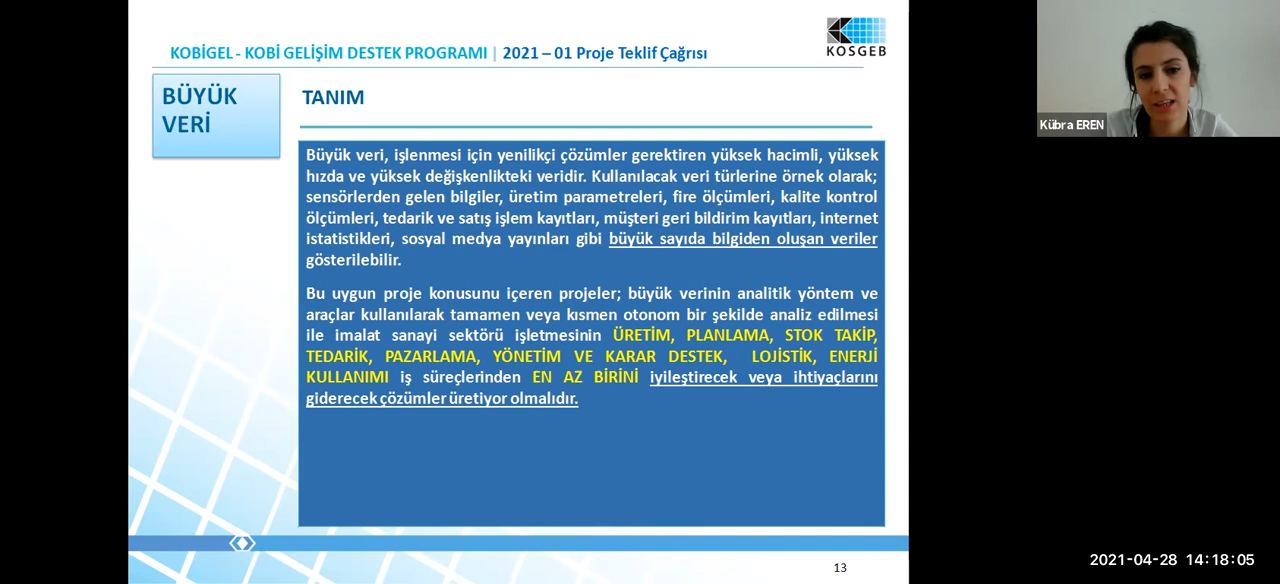 KOBİGEL - KOBİ GELİŞİM DESTEK PROGRAMI | 2021 – 01 Proje Teklif Çağrısı
KOSGEB
BÜYÜK
VERİ
TANIM
Büyük veri, işlenmesi için yenilikçi çözümler gerektiren yüksek hacimli, yüksek
hızda ve yüksek değişkenlikteki veridir. Kullanılacak veri türlerine örnek olarak;
sensörlerden gelen bilgiler, üretim parametreleri, fire ölçümleri, kalite kontrol
ölçümleri, tedarik ve satış işlem kayıtları, müşteri geri bildirim kayıtları, internet
istatistikleri, sosyal medya yayınları gibi büyük sayıda bilgiden oluşan veriler
gösterilebilir.
Bu uygun proje konusunu içeren projeler; büyük verinin analitik yöntem ve
araçlar kullanılarak tamamen veya kısmen otonom bir şekilde analiz edilmesi
ile imalat sanayi sektörü işletmesinin ÜRETİM, PLANLAMA, STOK TAKİP,
TEDARİK, PAZARLAMA, YÖNETİM VE KARAR DESTEK, LOJİSTİK, ENERJİ
KULLANIMI iş süreçlerinden EN AZ BİRİNİ iyileştirecek veya ihtiyaçlarını
giderecek çözümler üretiyor olmalıdır.
13
Kübra EREN
2021-04-28 14:18:05